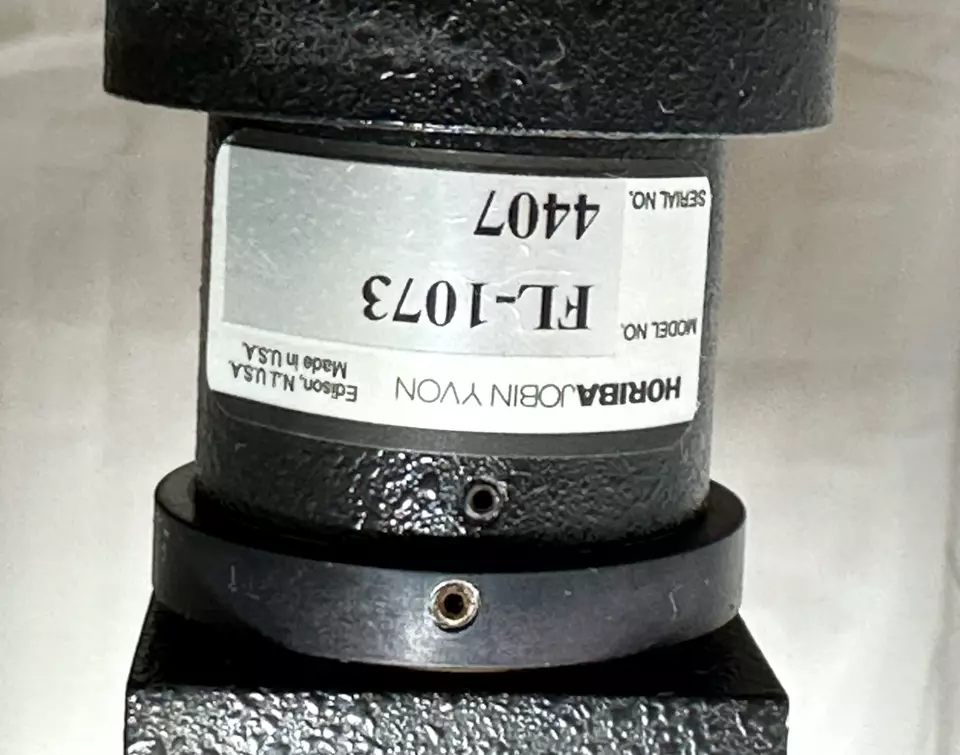 HORIBAJOBIN YVON
Edison, N.J. U.S.A.
Made in U.S.A.
MODEL NO.
FL-1073
SERIAL NO.
4407